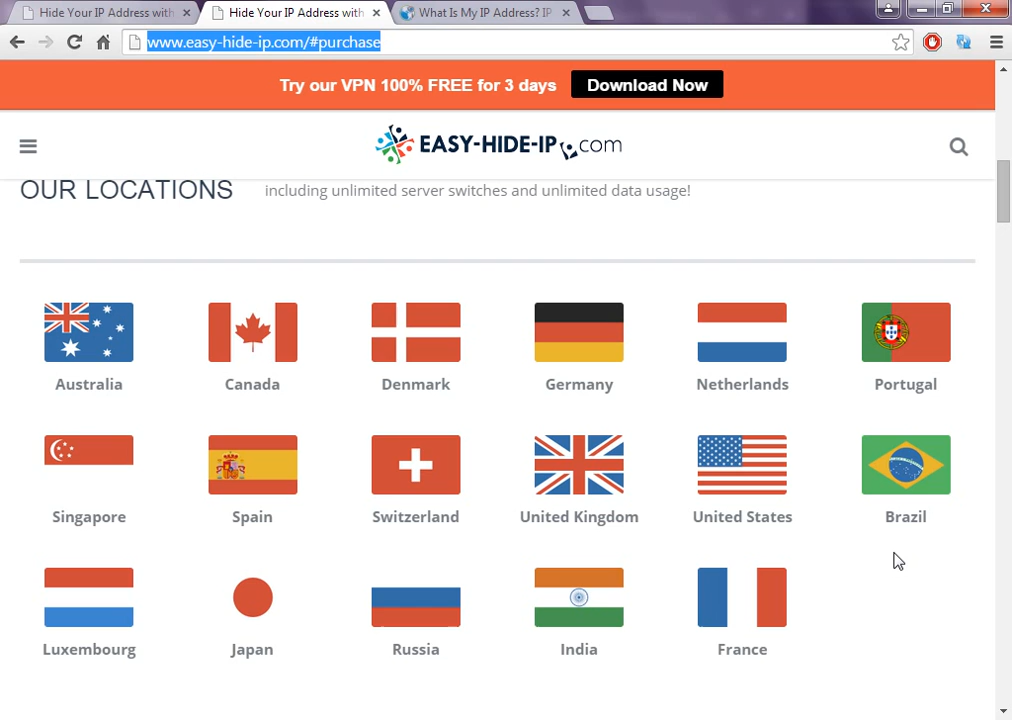 Hide Your IP Address with
Hide Your IP Address with
What Is My IP Address? IP
www.easy-hide-ip.com/#purchase
Try our VPN 100% FREE for 3 days
Download Now
EASY-HIDE-IP.com
OUR LOCATIONS
including unlimited server switches and unlimited data usage!
Australia
Canada
Denmark
Germany
Netherlands
Portugal
Singapore
Spain
Switzerland
United Kingdom
United States
Brazil
Luxembourg
Japan
Russia
India
France